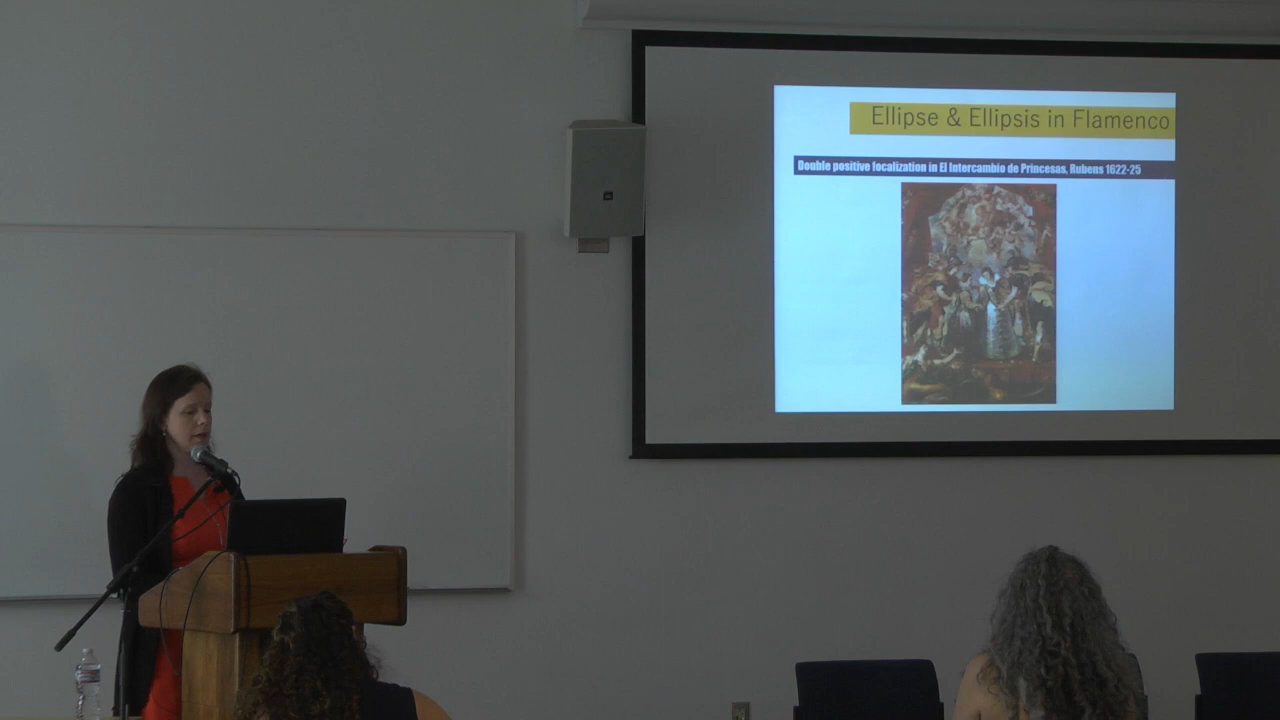 Ellipse & Ellipsis in Flamenco
Double positive focalization in El Intercambio de Princesas, Rubens 1622-25